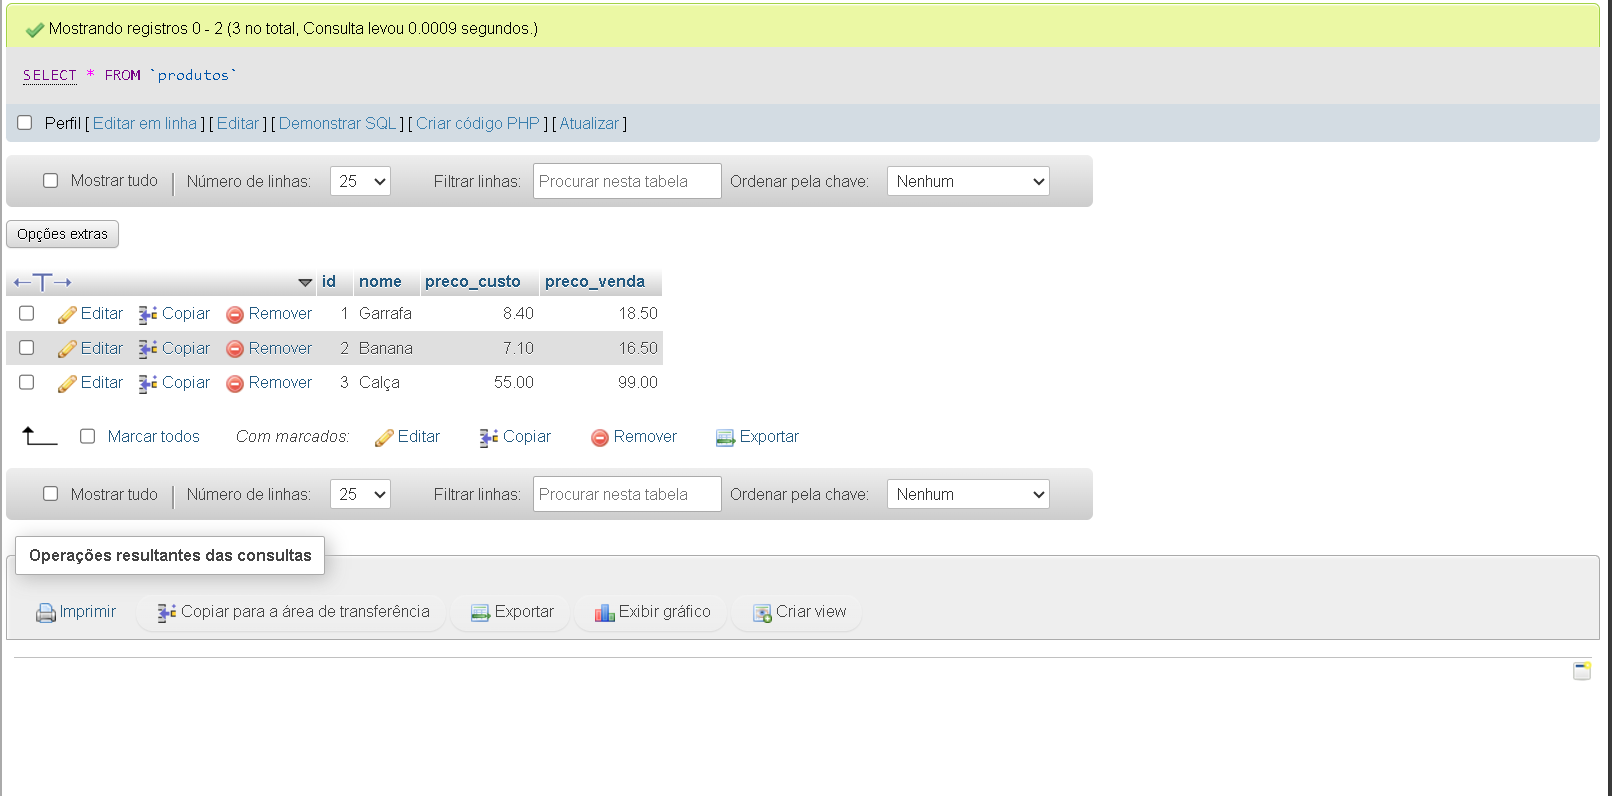 Mostrando registros 0 - 2 (3 no total, Consulta levou 0.0009 segundos.)
SELECT * FROM `produtos`
Perfil [ Editar em linha ] [ Editar ] [ Demonstrar SQL ] [ Criar código PHP ] [ Atualizar ]
Mostrar tudo Número de linhas: 25 Filtrar linhas: Procurar nesta tabela Ordenar pela chave: Nenhum
Opções extras
←T→ id nome preco_custo preco_venda
Editar Copiar Remover 1 Garrafa 8.40 18.50
Editar Copiar Remover 2 Banana 7.10 16.50
Editar Copiar Remover 3 Calça 55.00 99.00
Marcar todos Com marcados: Editar Copiar Remover Exportar
Mostrar tudo Número de linhas: 25 Filtrar linhas: Procurar nesta tabela Ordenar pela chave: Nenhum
Operações resultantes das consultas
Imprimir Copiar para a área de transferência Exportar Exibir gráfico Criar view